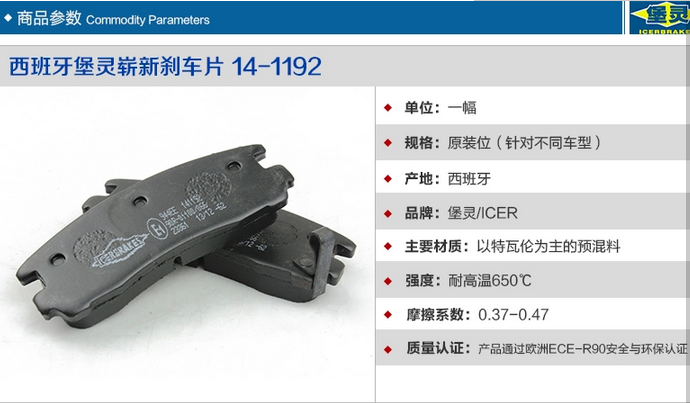 商品参数 Commodity Parameters
堡灵
ICERBRAKES
西班牙堡灵崭新刹车片 14-1192
单位：一幅
规格：原装位（针对不同车型）
产地：西班牙
品牌：堡灵/ICER
主要材质：以特瓦伦为主的预混料
强度：耐高温650℃
摩擦系数：0.37-0.47
质量认证：产品通过欧洲ECE-R90安全与环保认证
141192
E9
ICERBRAKES